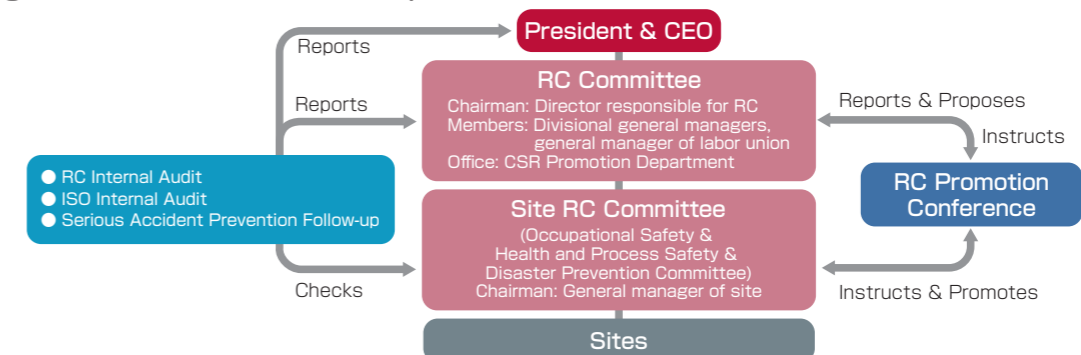 President & CEO
Reports
RC Committee
Chairman: Director responsible for RC
Members: Divisional general managers,
general manager of labor union
Office: CSR Promotion Department
Reports
Reports & Proposes
Instructs
● RC Internal Audit
● ISO Internal Audit
● Serious Accident Prevention Follow-up
RC Promotion
Conference
Site RC Committee
(Occupational Safety &
Health and Process Safety &
Disaster Prevention Committee)
Chairman: General manager of site
Checks
Instructs & Promotes
Sites